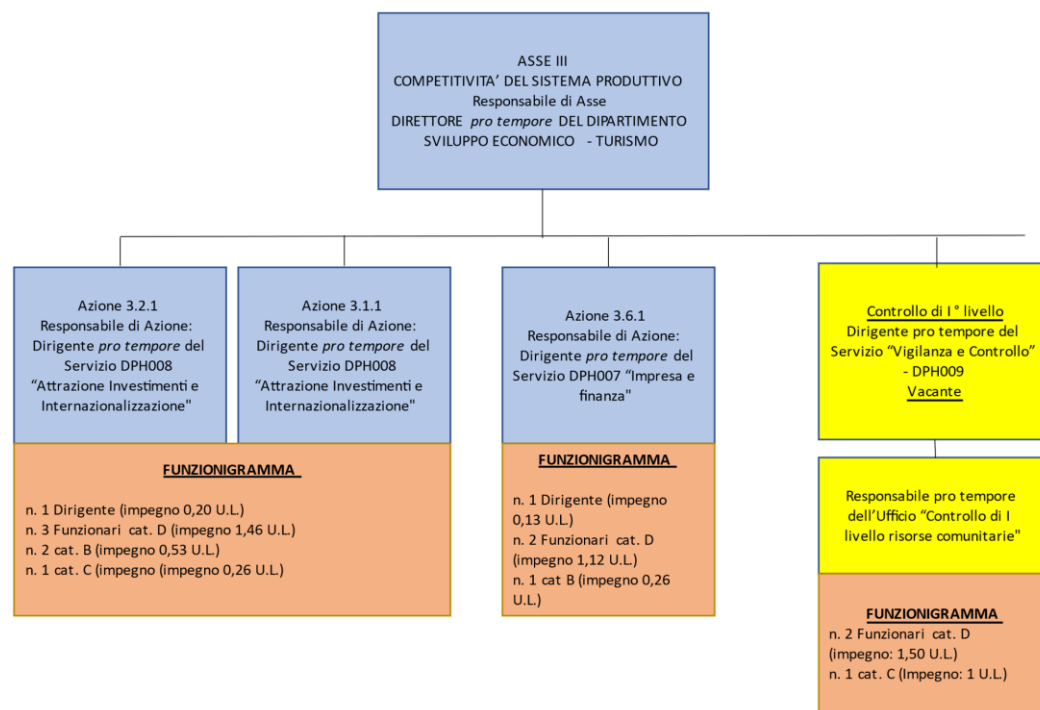 ASSE III
COMPETITIVITA’ DEL SISTEMA PRODUTTIVO
Responsabile di Asse
DIRETTORE pro tempore DEL DIPARTIMENTO
SVILUPPO ECONOMICO - TURISMO
Azione 3.2.1
Responsabile di Azione:
Dirigente pro tempore del
Servizio DPH008
“Attrazione Investimenti e
Internazionalizzazione"
Azione 3.1.1
Responsabile di Azione:
Dirigente pro tempore del
Servizio DPH008
“Attrazione Investimenti e
Internazionalizzazione"
FUNZIONIGRAMMA
n. 1 Dirigente (impegno 0,20 U.L.)
n. 3 Funzionari cat. D (impegno 1,46 U.L.)
n. 2 cat. B (impegno 0,53 U.L.)
n. 1 cat. C (impegno (impegno 0,26 U.L.)
Azione 3.6.1
Responsabile di Azione:
Dirigente pro tempore del
Servizio DPH007 “Impresa e
finanza"
FUNZIONIGRAMMA
n. 1 Dirigente (impegno
0,13 U.L.)
n. 2 Funzionari cat. D
(impegno 1,12 U.L.)
n. 1 cat B (impegno 0,26
U.L.)
Controllo di I° livello
Dirigente pro tempore del
Servizio “Vigilanza e Controllo”
- DPH009
Vacante
Responsabile pro tempore
dell’Ufficio “Controllo di I
livello risorse comunitarie"
FUNZIONIGRAMMA
n. 2 Funzionari cat. D
(impegno: 1,50 U.L.)
n. 1 cat. C (Impegno: 1 U.L.)